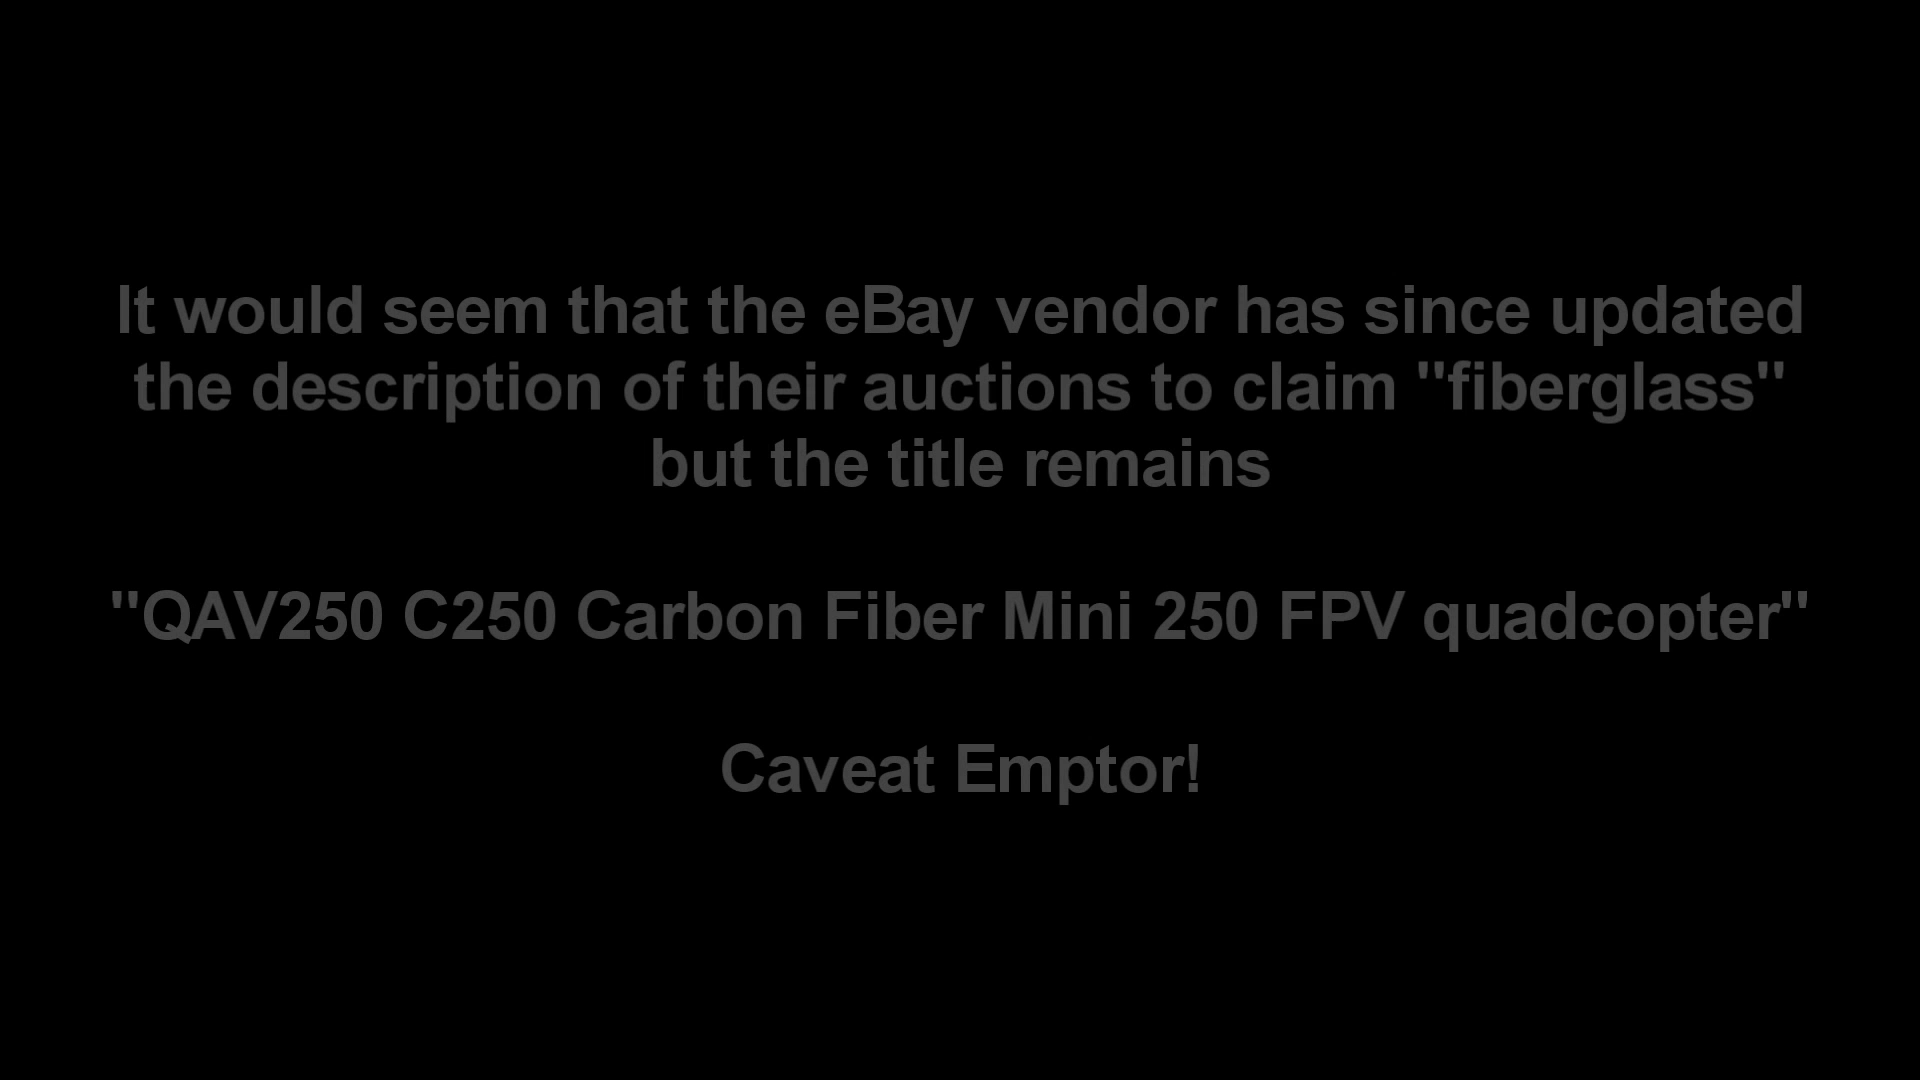 It would seem that the eBay vendor has since updated
the description of their auctions to claim "fiberglass"
but the title remains
"QAV250 C250 Carbon Fiber Mini 250 FPV quadcopter"
Caveat Emptor!